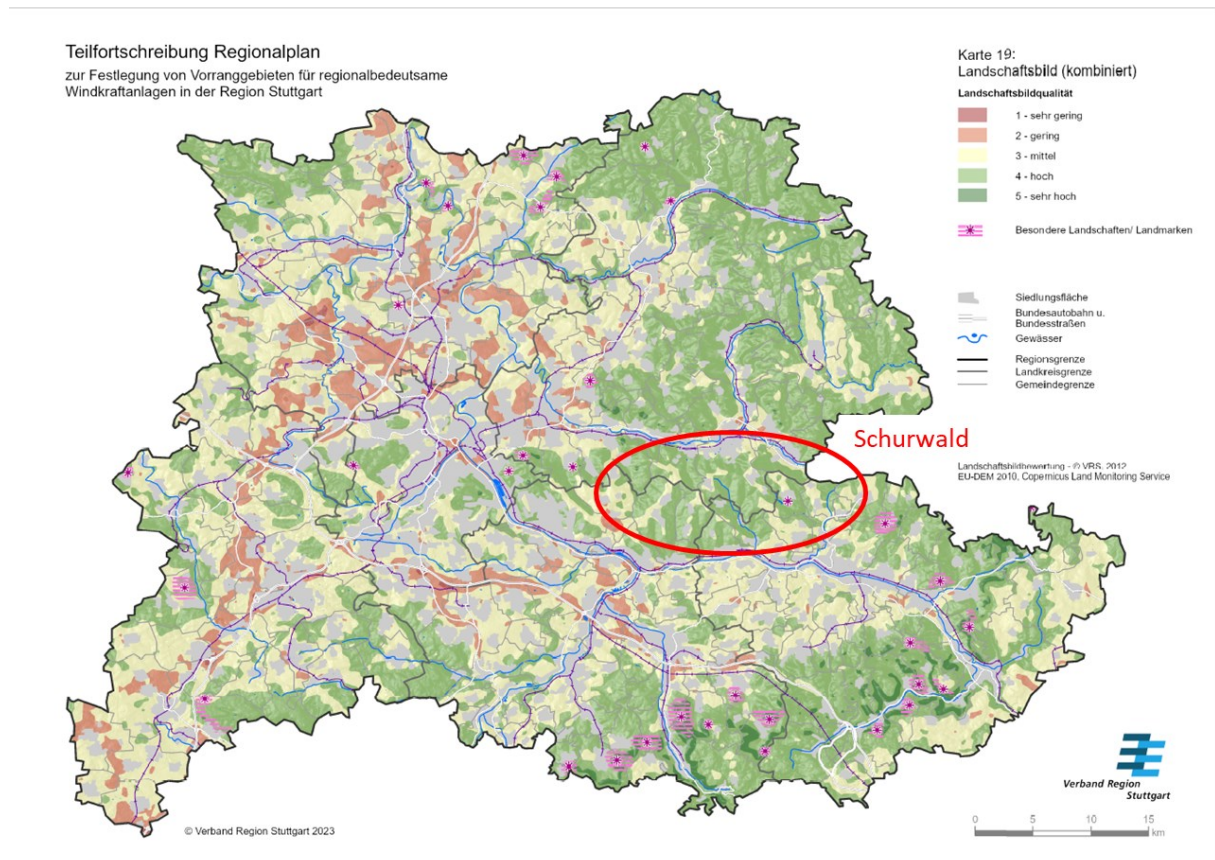 Teilfortschreibung Regionalplan
zur Festlegung von Vorranggebieten für regionalbedeutsame
Windkraftanlagen in der Region Stuttgart
Karte 19:
Landschaftsbild (kombiniert)
Landschaftsbildqualität
1 - sehr gering
2 - gering
3 - mittel
4 - hoch
5 - sehr hoch
Besondere Landschaften/ Landmarken
Siedlungsfläche
Bundesautobahn u.
Bundesstraßen
Gewässer
Regionsgrenze
Landkreisgrenze
Gemeindegrenze
Schurwald
Landschaftsbildbewertung - © VRS, 2012
EU-DEM 2010, Copernicus Land Monitoring Service
Verband Region
Stuttgart
0 5 10 15
km
© Verband Region Stuttgart 2023